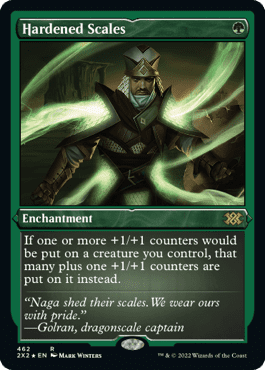 Hardened Scales
Enchantment
If one or more +1/+1 counters would
be put on a creature you control, that
many plus one +1/+1 counters are
put on it instead.
“Naga shed their scales. We wear ours
with pride.”
—Golran, dragonscale captain
462 R
2X2 ★ EN MARK WINTERS
™ & © 2022 Wizards of the Coast